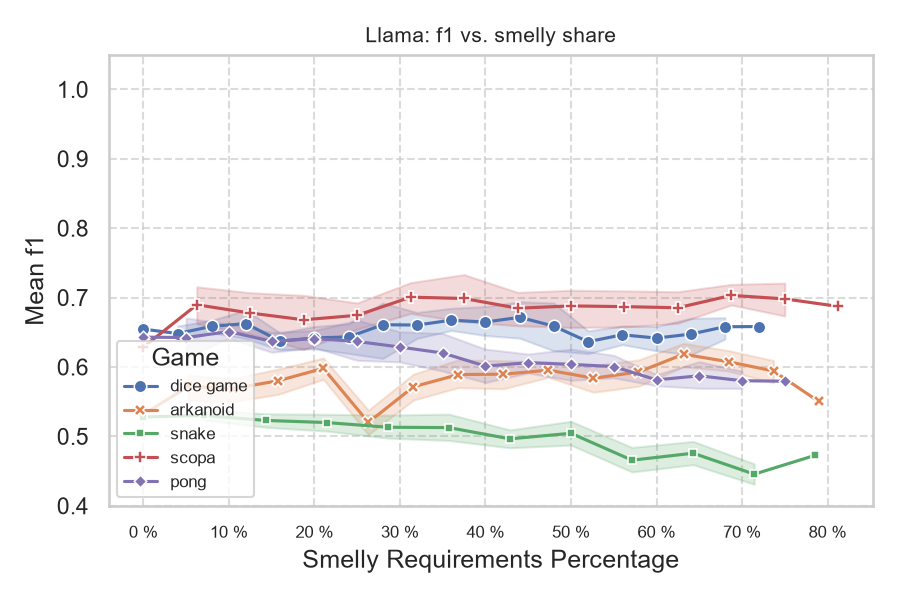 Llama: f1 vs. smelly share
Mean f1
1.0
0.9
0.8
0.7
0.6
0.5
0.4
Game
dice game
arkanoid
snake
scopa
pong
0 %
10 %
20 %
30 %
40 %
50 %
60 %
70 %
80 %
Smelly Requirements Percentage